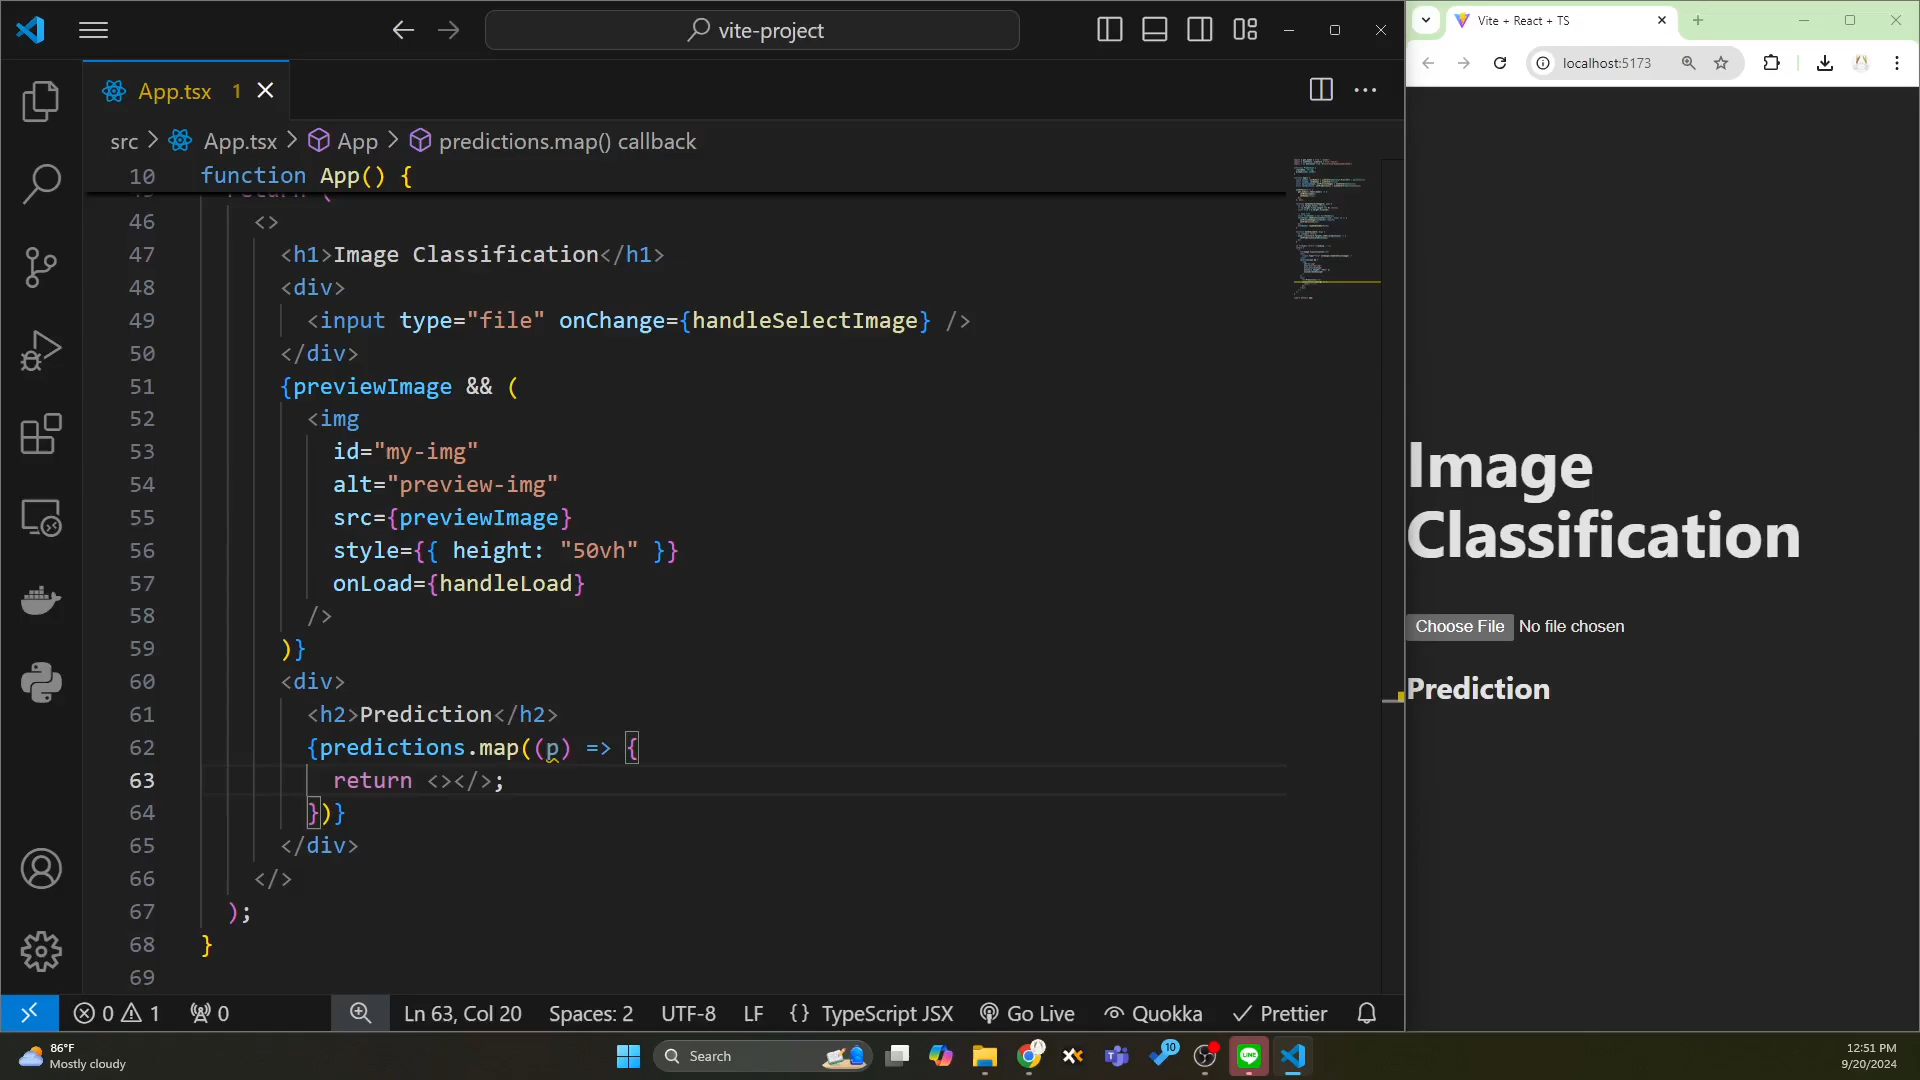 vite-project
App.tsx 1
src > App.tsx > App > predictions.map() callback
10 function App() {
46 <>
47 <h1>Image Classification</h1>
48 <div>
49 <input type="file" onChange={handleSelectImage} />
50 </div>
51 {previewImage && (
52 <img
53 id="my-img"
54 alt="preview-img"
55 src={previewImage}
56 style={{ height: "50vh" }}
57 onLoad={handleLoad}
58 />
59 )}
60 <div>
61 <h2>Prediction</h2>
62 {predictions.map((p) => {
63 return <></>;
64 })}
65 </div>
66 </>
67 );
68 }
69
0 1 0 Ln 63, Col 20 Spaces: 2 UTF-8 LF {} TypeScript JSX Go Live Quokka Prettier
Vite + React + TS
localhost:5173
Image
Classification
Choose File No file chosen
Prediction
86°F
Mostly cloudy
Search
10
LINE
12:51 PM
9/20/2024